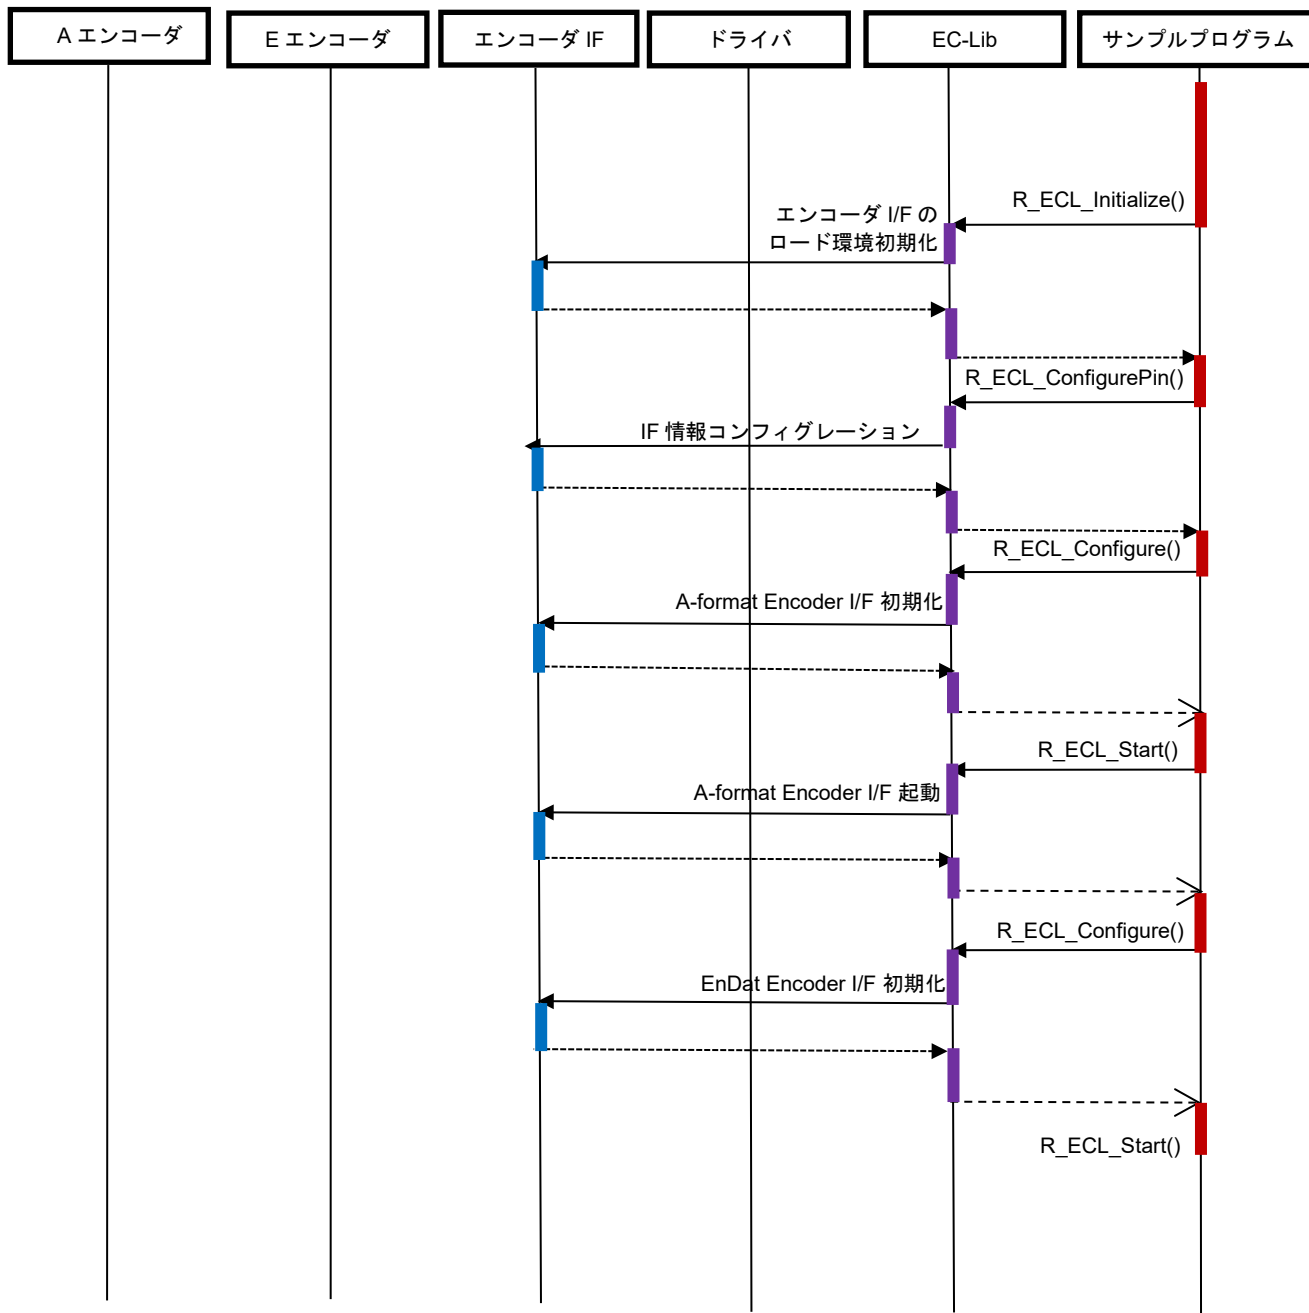 A エンコーダ
E エンコーダ
エンコーダ IF
ドライバ
EC-Lib
サンプルプログラム
R_ECL_Initialize()
エンコーダ I/F の
ロード環境初期化
R_ECL_ConfigurePin()
IF 情報コンフィグレーション
R_ECL_Configure()
A-format Encoder I/F 初期化
R_ECL_Start()
A-format Encoder I/F 起動
R_ECL_Configure()
EnDat Encoder I/F 初期化
R_ECL_Start()